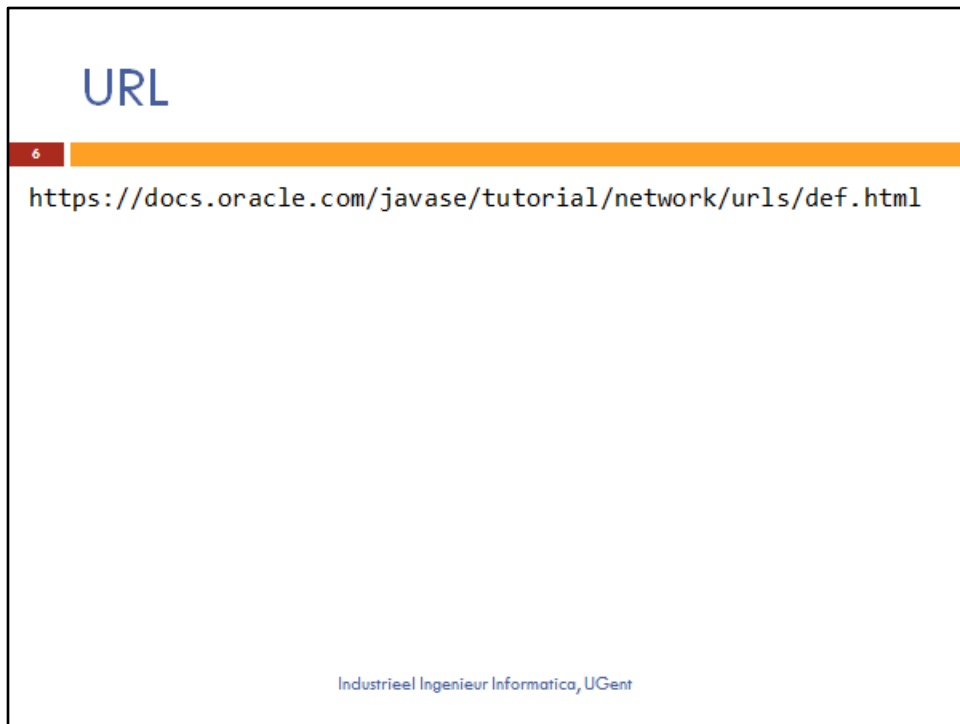 URL
6
https://docs.oracle.com/javase/tutorial/network/urls/def.html
Industrieel Ingenieur Informatica, UGent